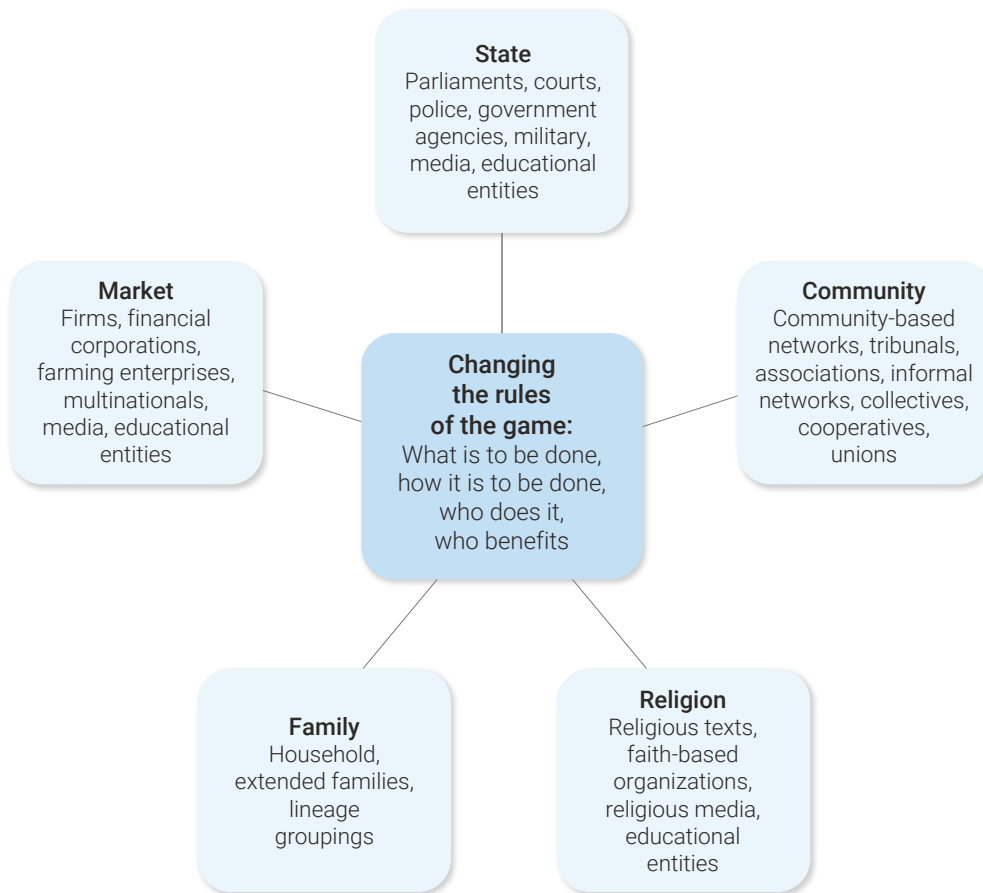 State
Parliaments, courts,
police, government
agencies, military,
media, educational
entities
Market
Firms, financial
corporations,
farming enterprises,
multinationals,
media, educational
entities
Community
Community-based
networks, tribunals,
associations, informal
networks, collectives,
cooperatives,
unions
Changing
the rules
of the game:
What is to be done,
how it is to be done,
who does it,
who benefits
Family
Household,
extended families,
lineage
groupings
Religion
Religious texts,
faith-based
organizations,
religious media,
educational
entities